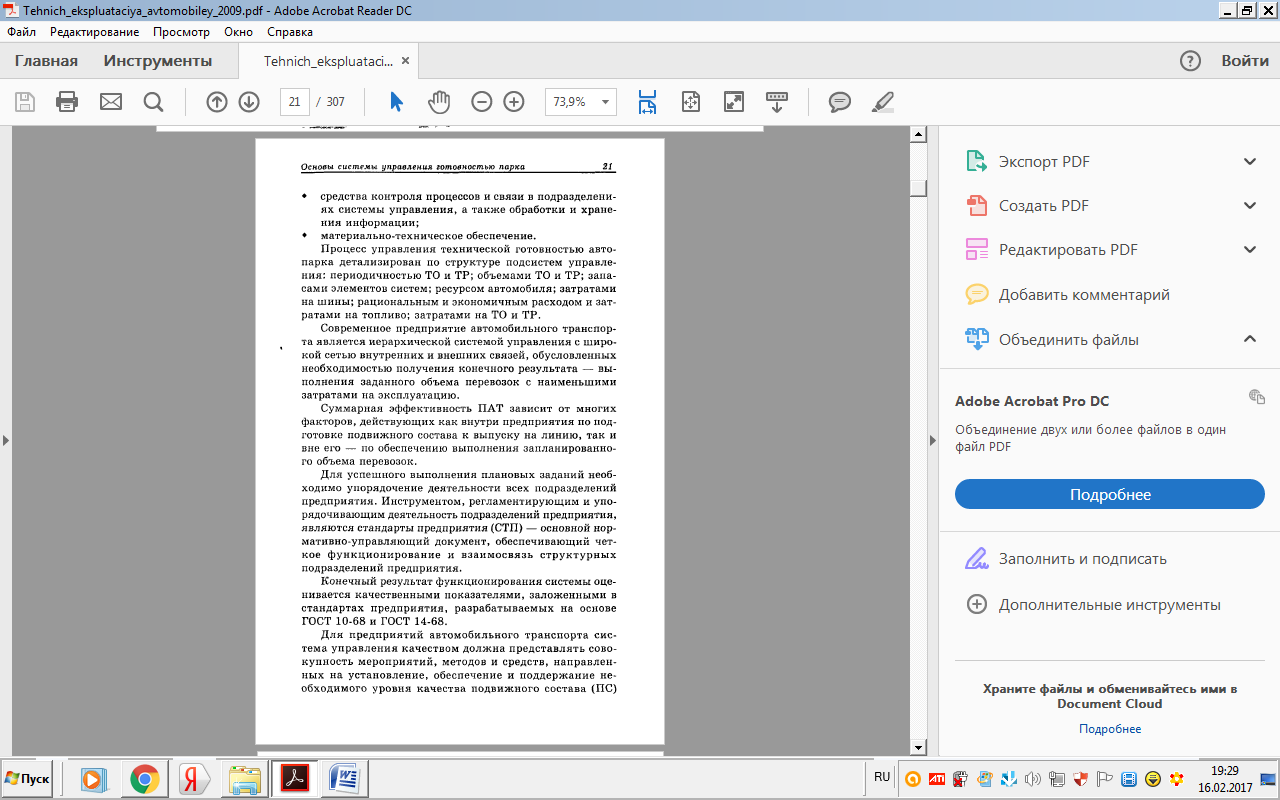 Tehnich_ekspluataciya_avtomobiley_2009.pdf - Adobe Acrobat Reader DC
Файл Редактирование Просмотр Окно Справка
Главная Инструменты Tehnich_ekspluataci... × ? Войти
21 / 307 73,9%
Основы системы управления готовностью парка 21
• средства контроля процессов и связи в подразделени-
ях системы управления, а также обработки и хране-
ния информации;
• материально-техническое обеспечение.
Процесс управления технической готовностью авто-
парка детализирован по структуре подсистем управле-
ния: периодичностью ТО и ТР; объемами ТО и ТР; запа-
сами элементов систем; ресурсом автомобиля; затратами
на шины; рациональным и экономичным расходом и зат-
ратами на топливо; затратами на ТО и ТР.
Современное предприятие автомобильного транспор-
та является иерархической системой управления с широ-
кой сетью внутренних и внешних связей, обусловленных
необходимостью получения конечного результата — вы-
полнения заданного объема перевозок с наименьшими
затратами на эксплуатацию.
Суммарная эффективность ПАТ зависит от многих
факторов, действующих как внутри предприятия по под-
готовке подвижного состава к выпуску на линию, так и
вне его — по обеспечению выполнения запланированно-
го объема перевозок.
Для успешного выполнения плановых заданий необ-
ходимо упорядочение деятельности всех подразделений
предприятия. Инструментом, регламентирующим и упо-
рядочивающим деятельность подразделений предприятия,
являются стандарты предприятия (СТП) — основной нор-
мативно-управляющий документ, обеспечивающий чет-
кое функционирование и взаимосвязь структурных
подразделений предприятия.
Конечный результат функционирования системы оце-
нивается качественными показателями, заложенными в
стандартах предприятия, разрабатываемых на основе
ГОСТ 10-68 и ГОСТ 14-68.
Для предприятий автомобильного транспорта сис-
тема управления качеством должна представлять сово-
купность мероприятий, методов и средств, направлен-
ных на установление, обеспечение и поддержание не-
обходимого уровня качества подвижного состава (ПС)
Экспорт PDF
Создать PDF
Редактировать PDF
Добавить комментарий
Объединить файлы
Adobe Acrobat Pro DC
Объединение двух или более файлов в один
файл PDF
Подробнее
Заполнить и подписать
Дополнительные инструменты
Храните файлы и обменивайтесь ими в
Document Cloud
Подробнее
Пуск RU 19:29
16.02.2017